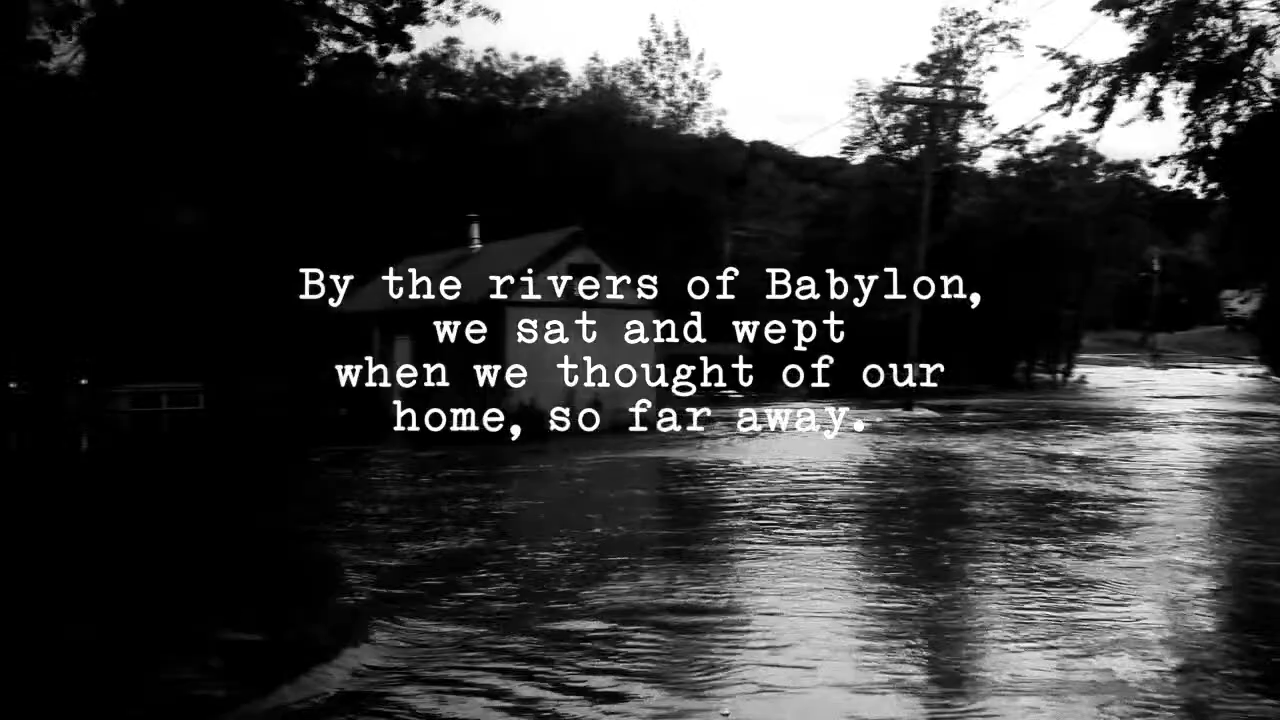 By the rivers of Babylon,
we sat and wept
when we thought of our
home, so far away.